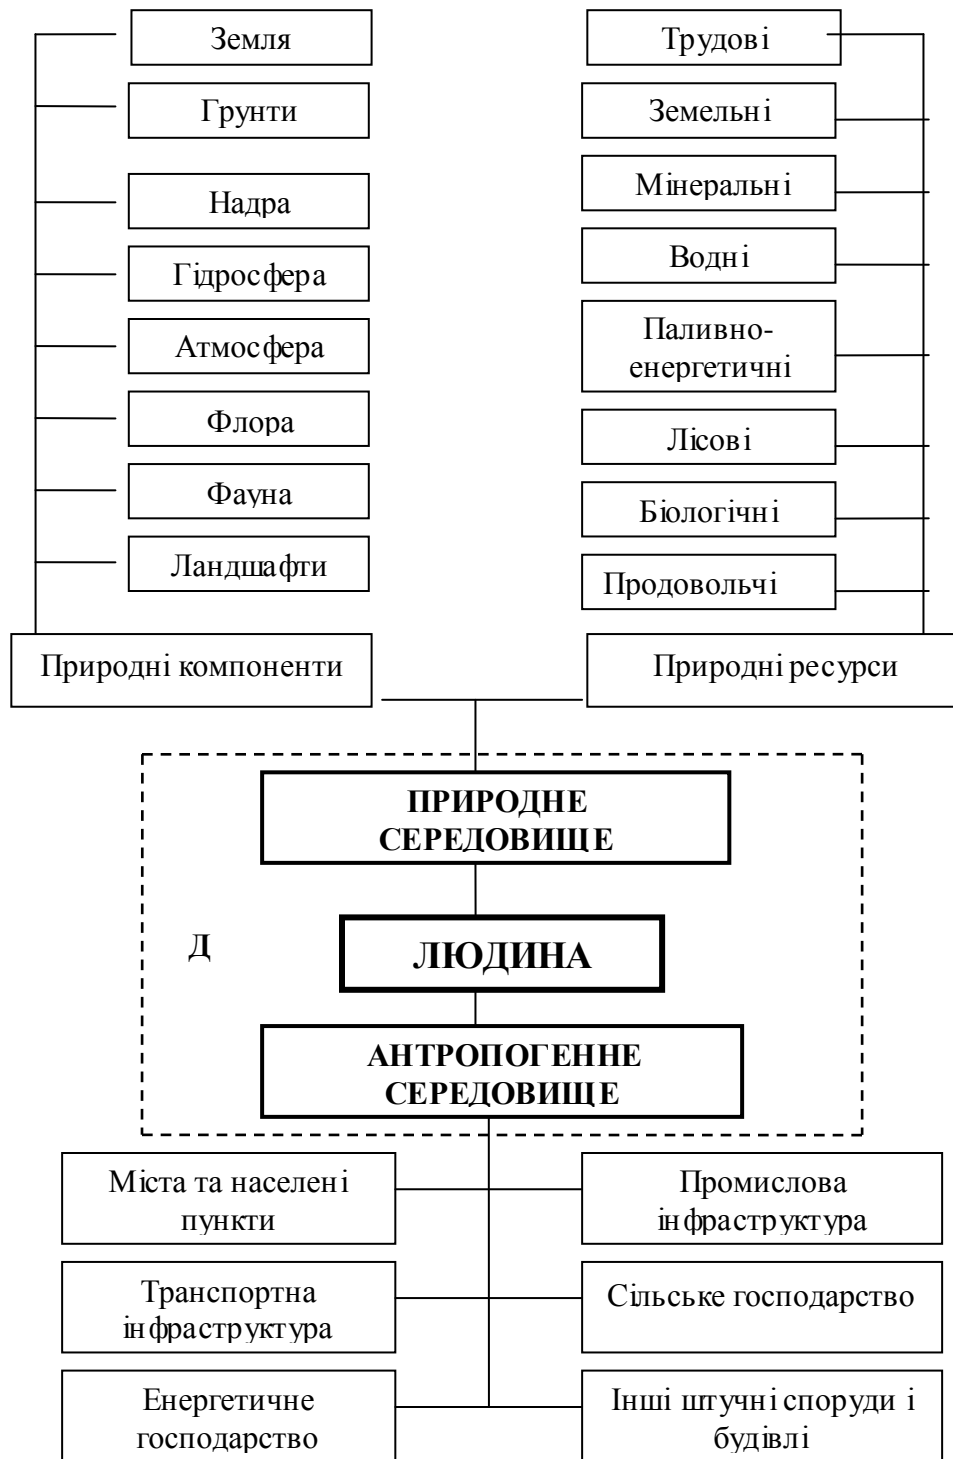 Земля
Грунти
Надра
Гідросфера
Атмосфера
Флора
Фауна
Ландшафти
Природні компоненти
Трудові
Земельні
Мінеральні
Водні
Паливно-
енергетичні
Лісові
Біологічні
Продовольчі
Природні ресурси
ПРИРОДНЕ
СЕРЕДОВИЩЕ
Д
ЛЮДИНА
АНТРОПОГЕННЕ
СЕРЕДОВИЩЕ
Міста та населені
пункти
Промислова
інфраструктура
Транспортна
інфраструктура
Сільське господарство
Енергетичне
господарство
Інші штучні споруди і
будівлі